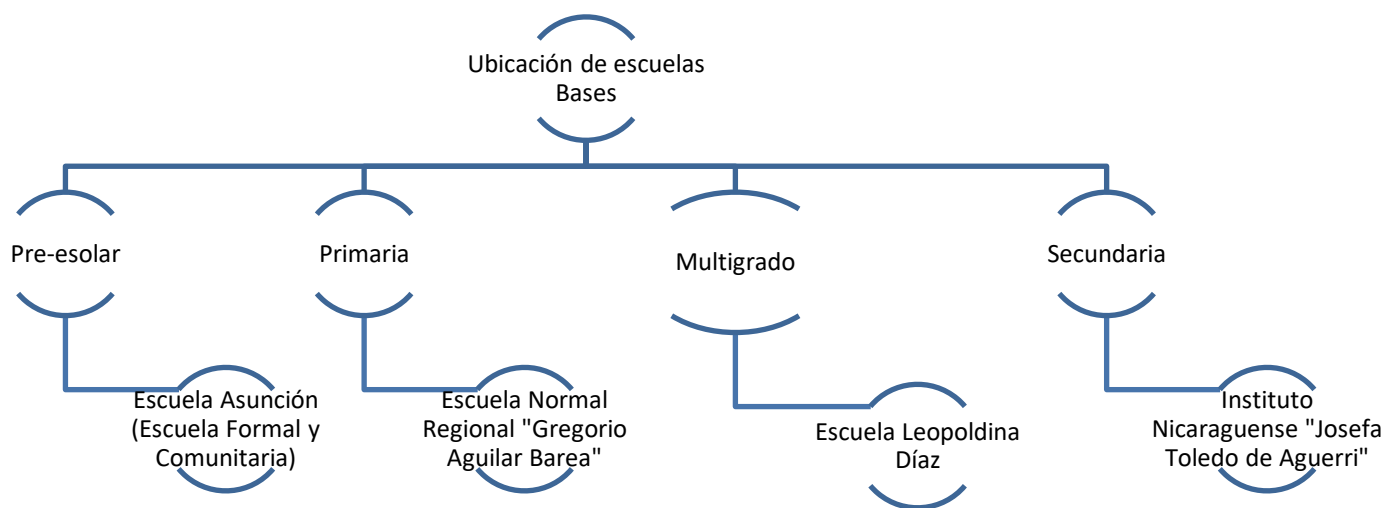 Ubicación de escuelas
Bases
Pre-esolar
Primaria
Multigrado
Secundaria
Escuela Asunción
(Escuela Formal y
Comunitaria)
Escuela Normal
Regional "Gregorio
Aguilar Barea"
Escuela Leopoldina
Díaz
Instituto
Nicaraguense "Josefa
Toledo de Aguerri"